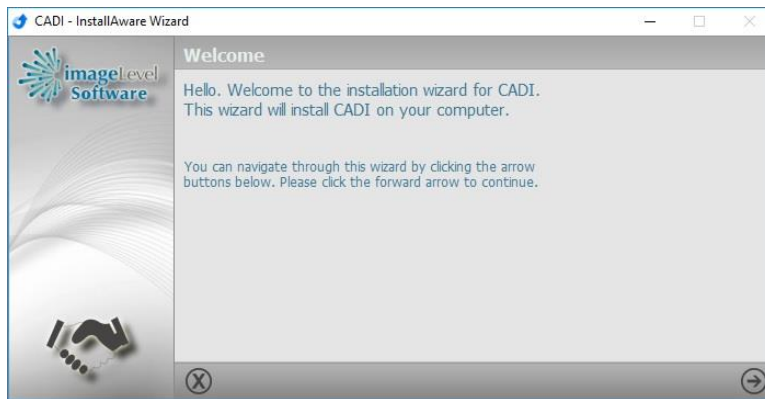 CADI - InstallAware Wizard
imageLevel
Software
Welcome
Hello. Welcome to the installation wizard for CADI.
This wizard will install CADI on your computer.
You can navigate through this wizard by clicking the arrow
buttons below. Please click the forward arrow to continue.